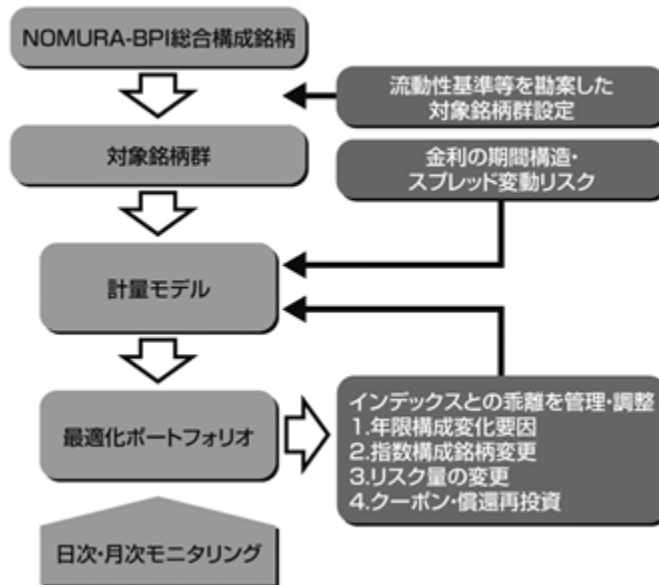 NOMURA-BPI総合構成銘柄
流動性基準等を勘案した
対象銘柄群設定
対象銘柄群
金利の期間構造・
スプレッド変動リスク
計量モデル
最適化ポートフォリオ
インデックスとの乖離を管理・調整
1.年限構成変化要因
2.指数構成銘柄変更
3.リスク量の変更
4.クーポン・償還再投資
日次・月次モニタリング